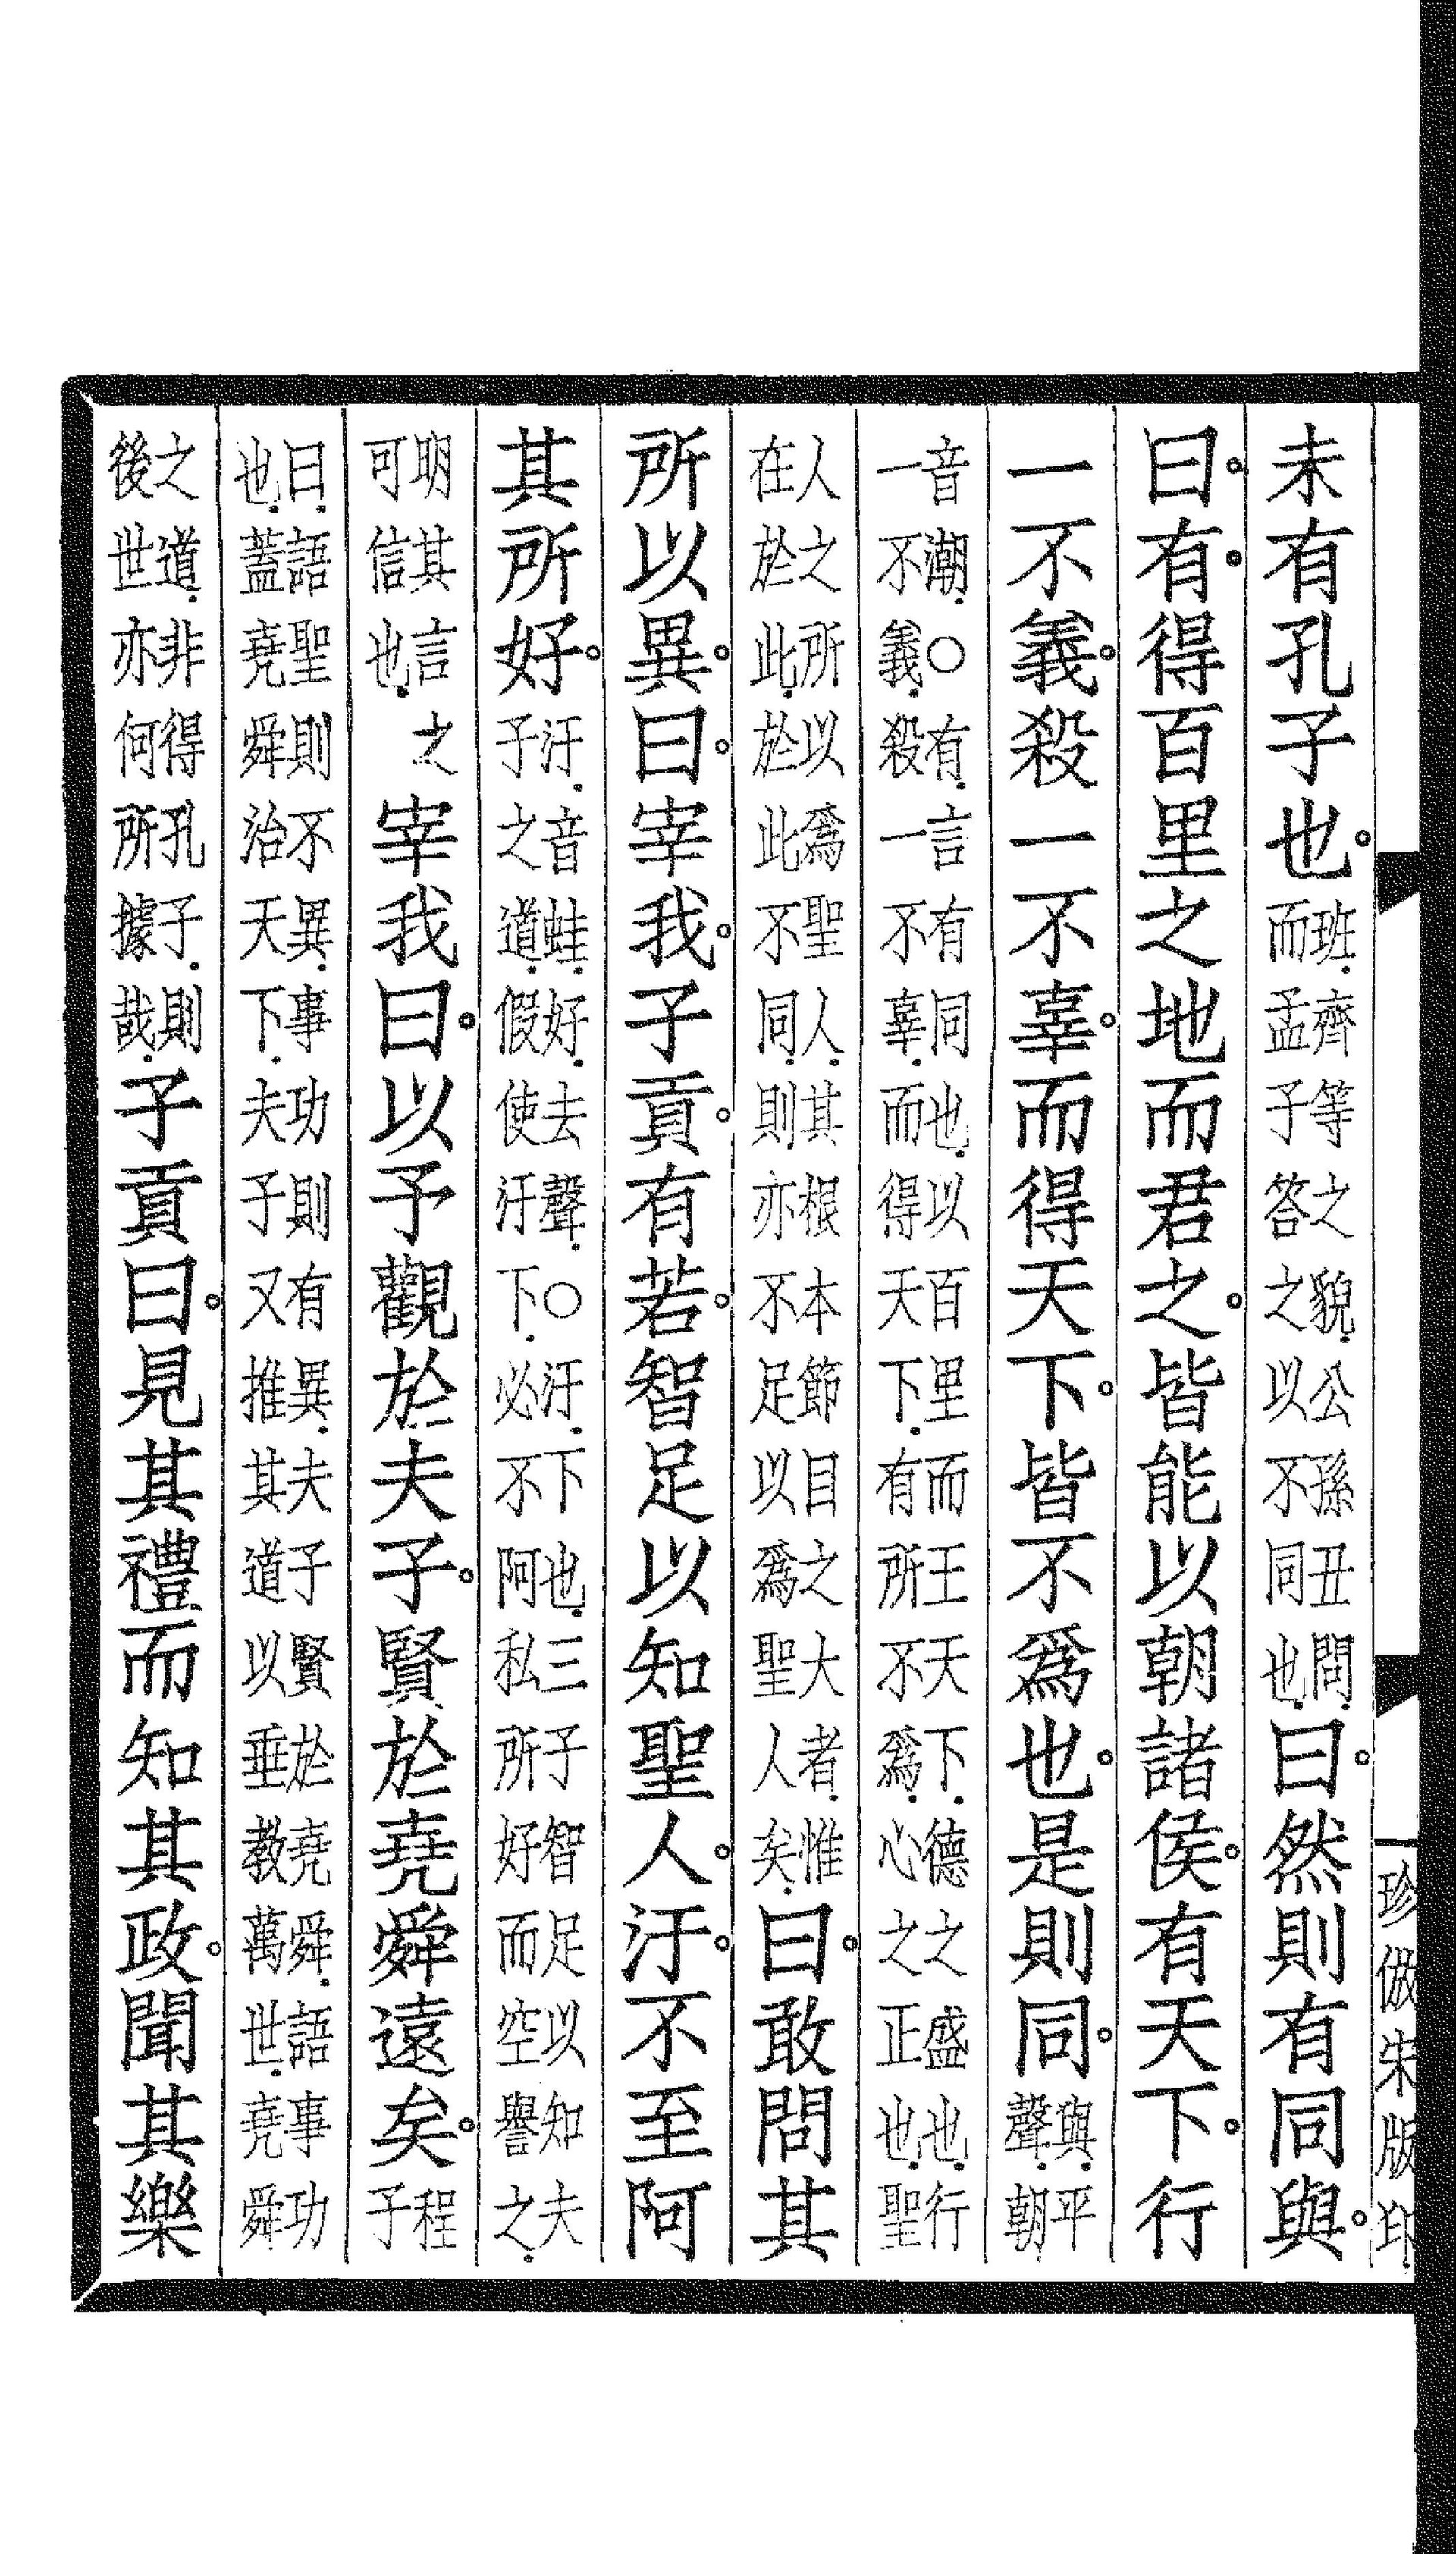 未有孔子也。班.齊等之貌.公孫丑問.而孟子答之以不同也.曰。然則有同與。
曰。有。得百里之地而君之。皆能以朝諸侯。有天下。行
一不義。殺一不辜。而得天下。皆不爲也。是則同。與.平聲.朝.
音潮.○有.言有同也.以百里而王天下.德之盛也.行一不義.殺一不辜.而得天下.有所不爲.心之正也.聖
人之所以爲聖人.其根本節目之大者.惟在於此.於此不同.則亦不足以爲聖人矣.曰。敢問其
所以異。曰。宰我。子貢。有若。智足以知聖人。汙。不至阿
其所好。汙.音蛙.好.去聲.○汙.下也.三子智足以知夫子之道.假使汙下.必不阿私所好而空譽之.
明其言之可信也.宰我曰。以予觀於夫子。賢於堯舜遠矣。程子
曰.語聖則不異.事功則有異.夫子賢於堯舜.語事功也.蓋堯舜治天下.夫子又推其道以垂教萬世.堯舜
之道.非得孔子.則後世亦何所據哉.子貢曰。見其禮而知其政。聞其樂
珍倣宋版印